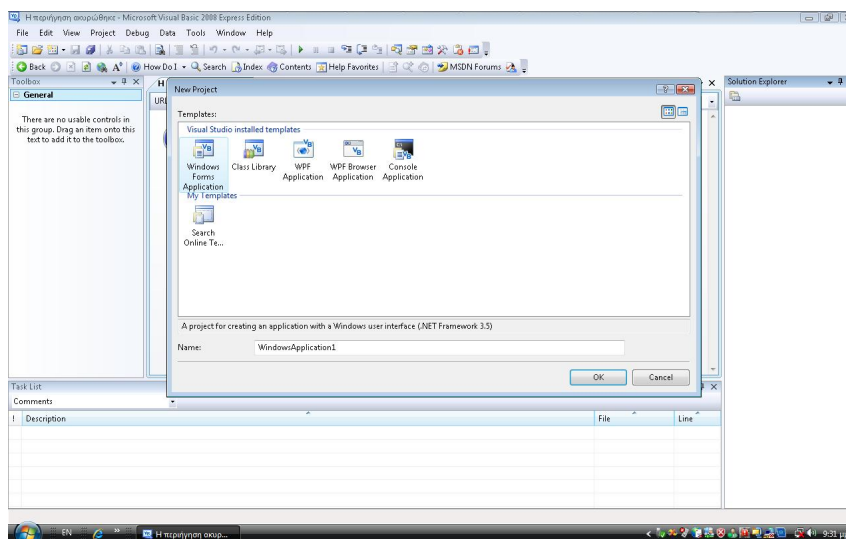 Η περιήγηση ακυρώθηκε - Microsoft Visual Basic 2008 Express Edition
File Edit View Project Debug Data Tools Window Help
Back How Do I Search Index Contents Help Favorites MSDN Forums
Toolbox
General
There are no usable controls in
this group. Drag an item onto this
text to add it to the toolbox.
New Project
Templates:
Visual Studio installed templates
Windows Forms Application
Class Library
WPF Application
WPF Browser Application
Console Application
My Templates
Search Online Te...
A project for creating an application with a Windows user interface (.NET Framework 3.5)
Name: WindowsApplication1
OK Cancel
Solution Explorer
Task List
Comments
! Description File Line
EN
Η περιήγηση ακυρ...
9:31